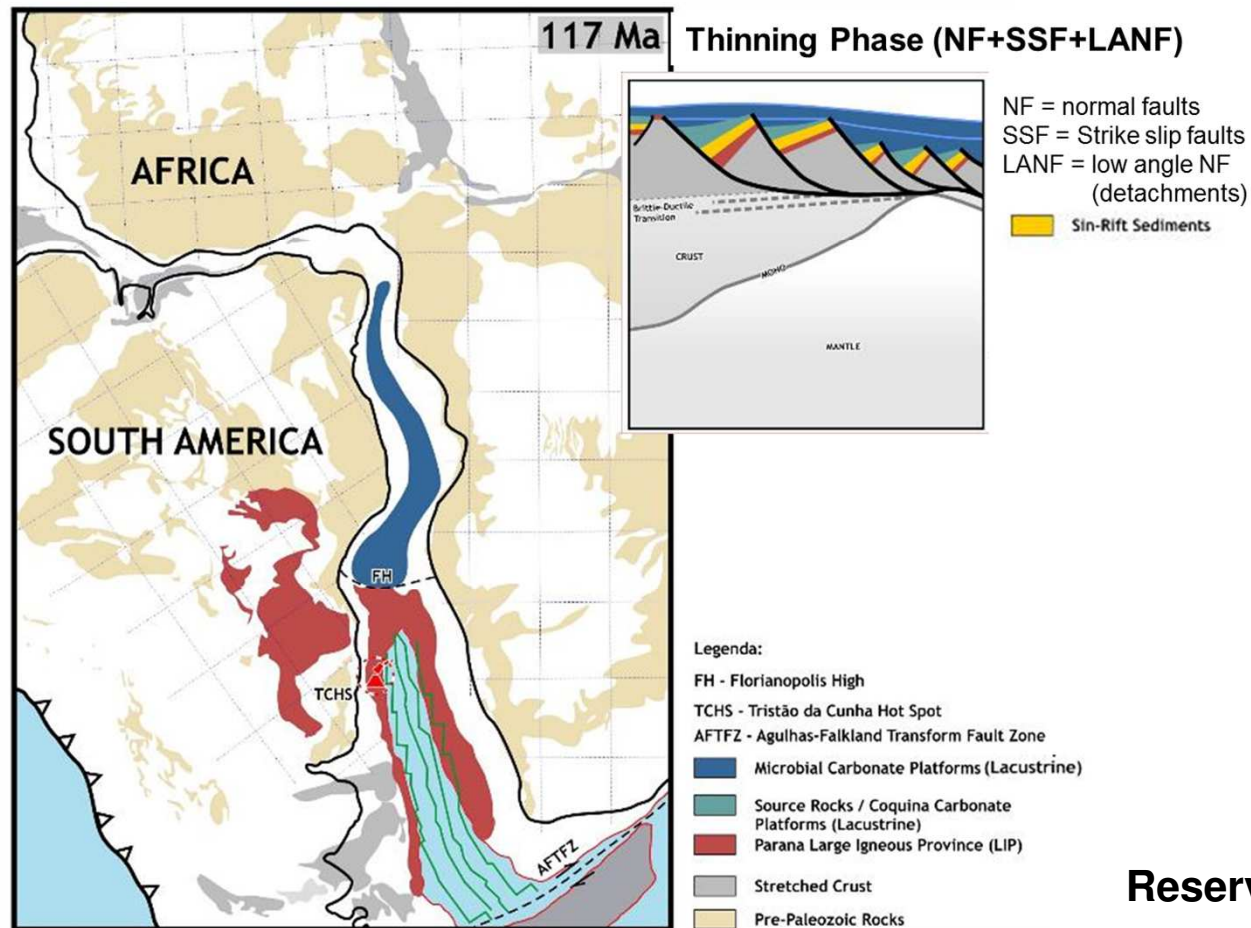 117 Ma
Thinning Phase (NF+SSF+LANF)
NF = normal faults
SSF = Strike slip faults
LANF = low angle NF
(detachments)
Sin-Rift Sediments
Brittle-Ductile
Transition
CRUST
MOHO
MANTLE
AFRICA
SOUTH AMERICA
FH
TCHS
AFTFZ
Legenda:
FH - Florianopolis High
TCHS - Tristão da Cunha Hot Spot
AFTFZ - Agulhas-Falkland Transform Fault Zone
Microbial Carbonate Platforms (Lacustrine)
Source Rocks / Coquina Carbonate
Platforms (Lacustrine)
Parana Large Igneous Province (LIP)
Stretched Crust
Pre-Paleozoic Rocks
Reserv